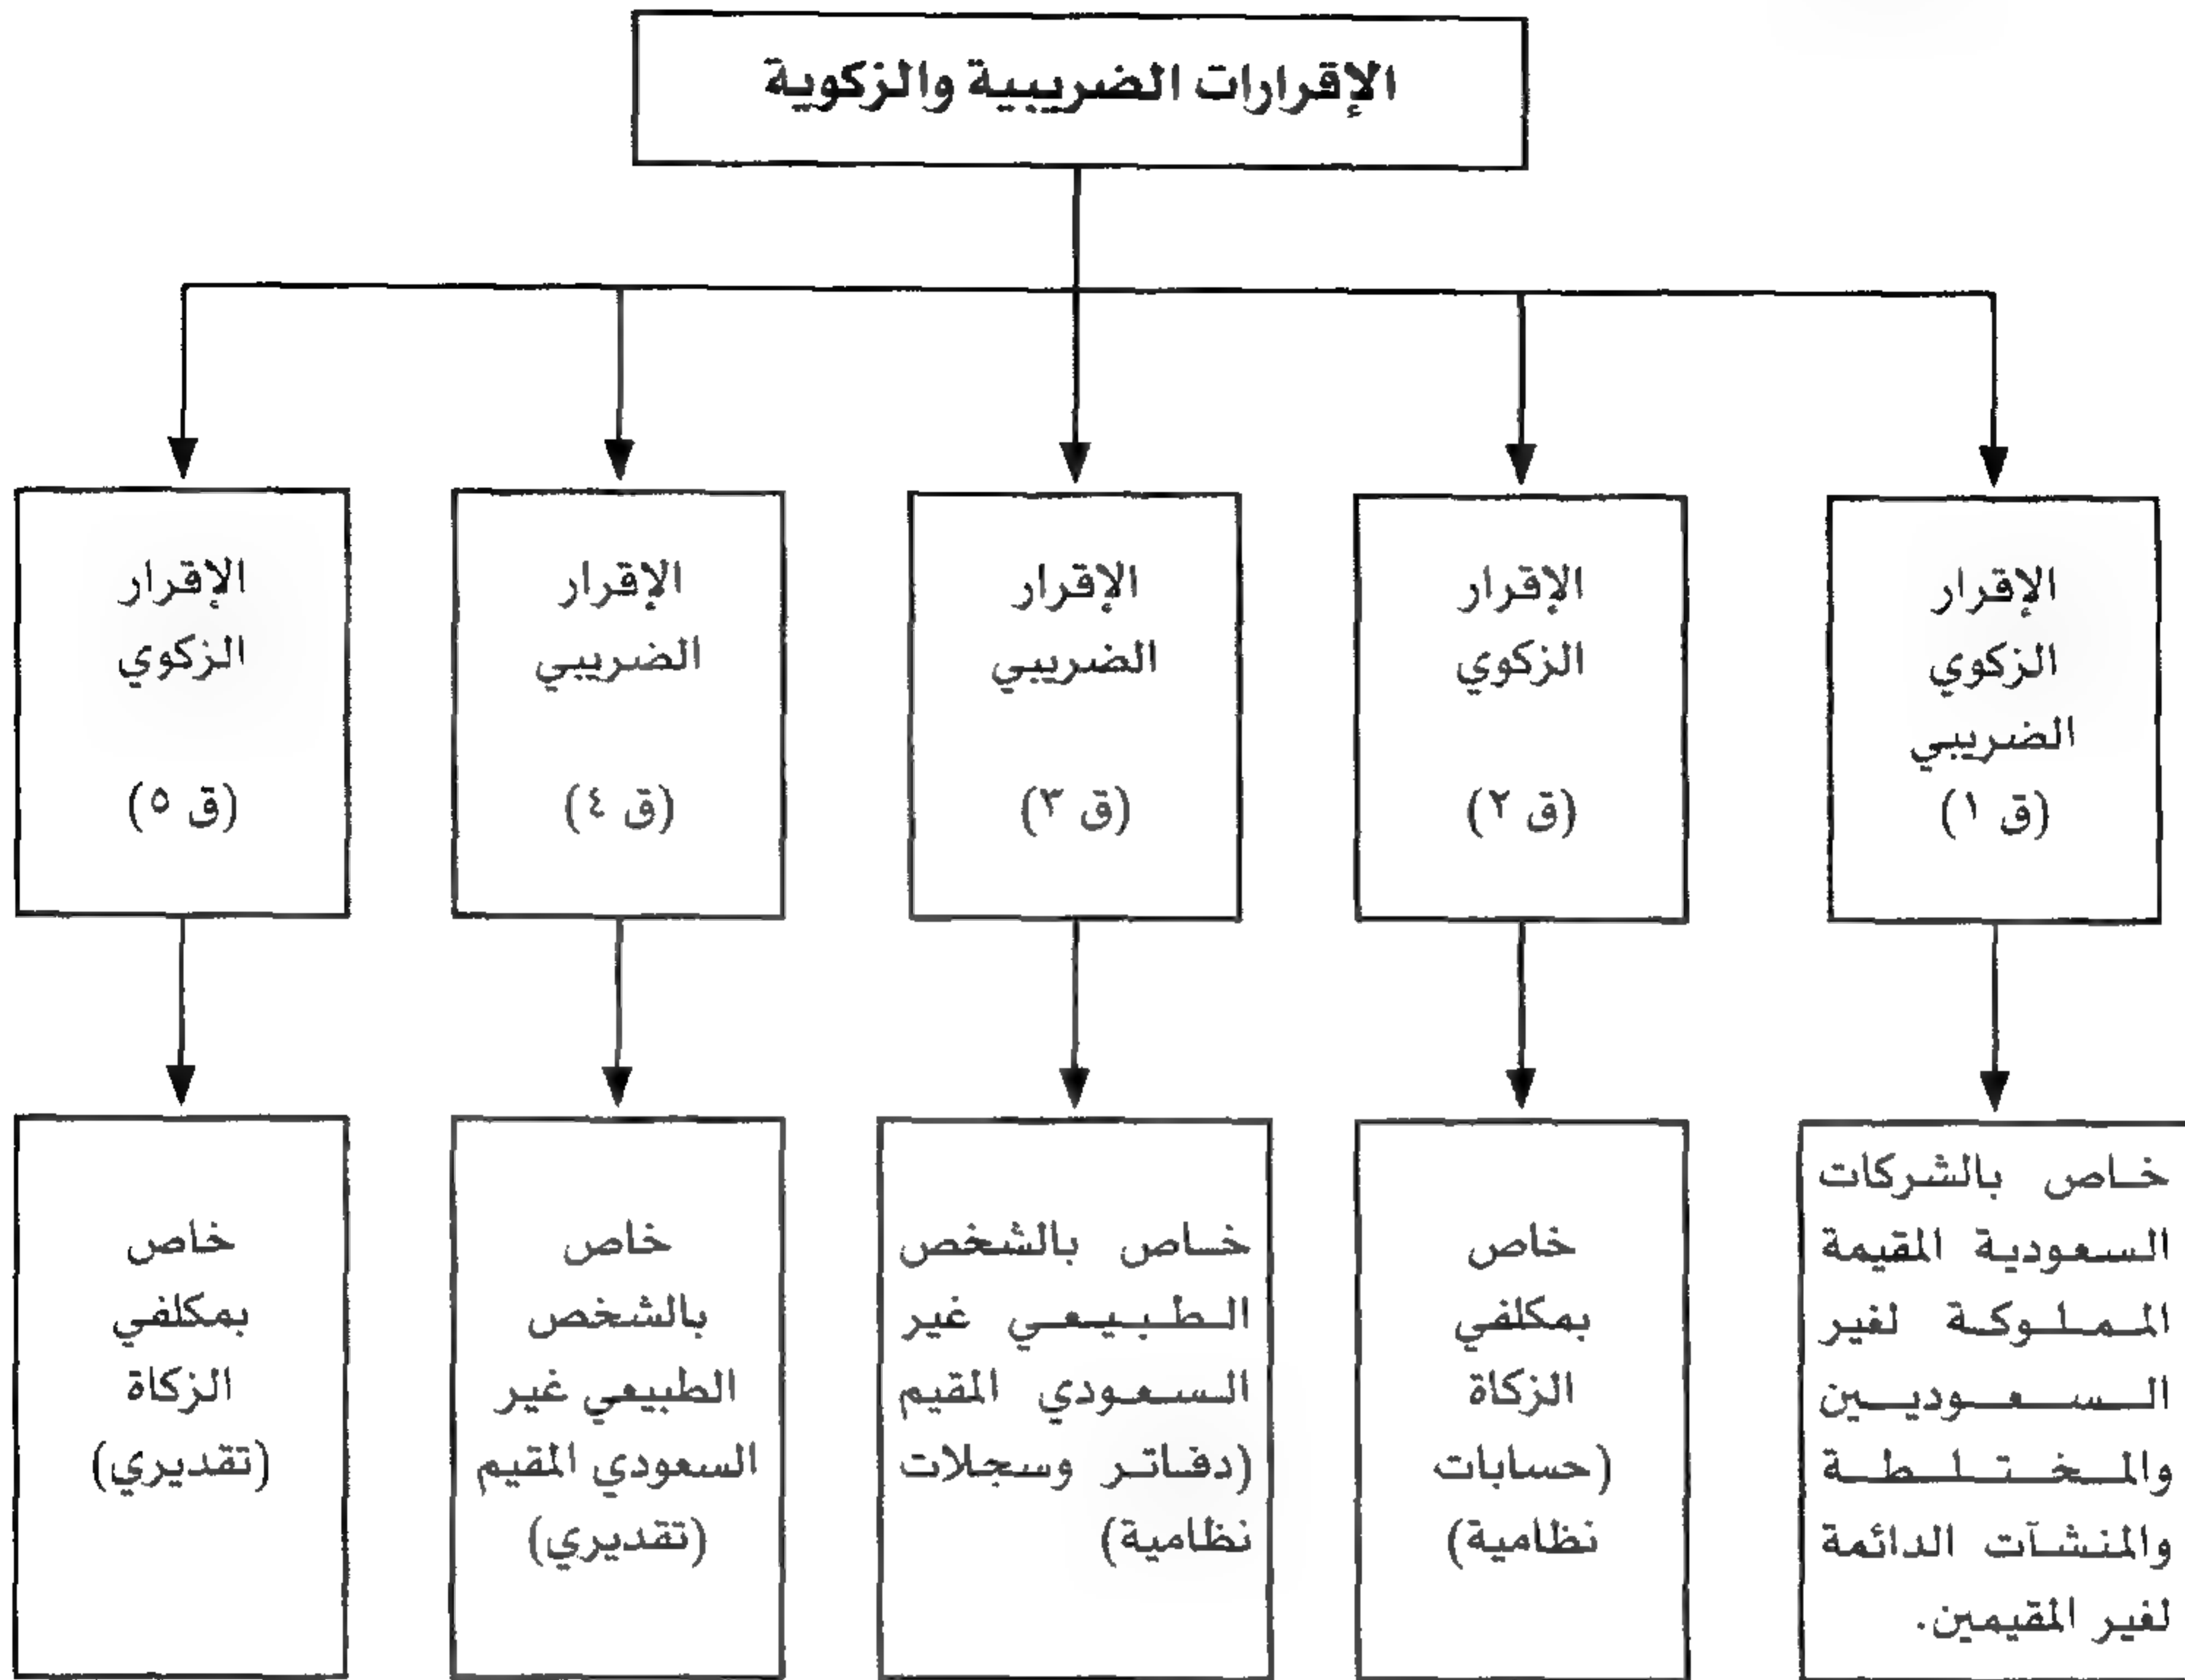 الإقرارات الضريبية والزكوية
الإقرار
الزكوي
الضريبي
(ق ١)
الإقرار
الزكوي
(ق ٢)
الإقرار
الضريبي
(ق ٣)
الإقرار
الضريبي
(ق ٤)
الإقرار
الزكوي
(ق ٥)
خاص بالشركات
السعودية المقيمة
المملوكة لغير
السعوديين
والمختلطة
والمنشآت الدائمة
لغير المقيمين.
خاص
بمكلفي
الزكاة
(حسابات
نظامية)
خاص بالشخص
الطبيعي غير
السعودي المقيم
(دفاتر وسجلات
نظامية)
خاص
بالشخص
الطبيعي غير
السعودي المقيم
(تقديري)
خاص
بمكلفي
الزكاة
(تقديري)